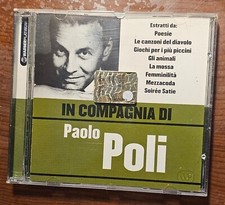 Estratti da:
Poesie
Le canzoni del diavolo
Giochi per i più piccini
Gli animali
La mossa
Femminilità
Mezzacoda
Soirée Satie
IN COMPAGNIA DI
Paolo
Poli